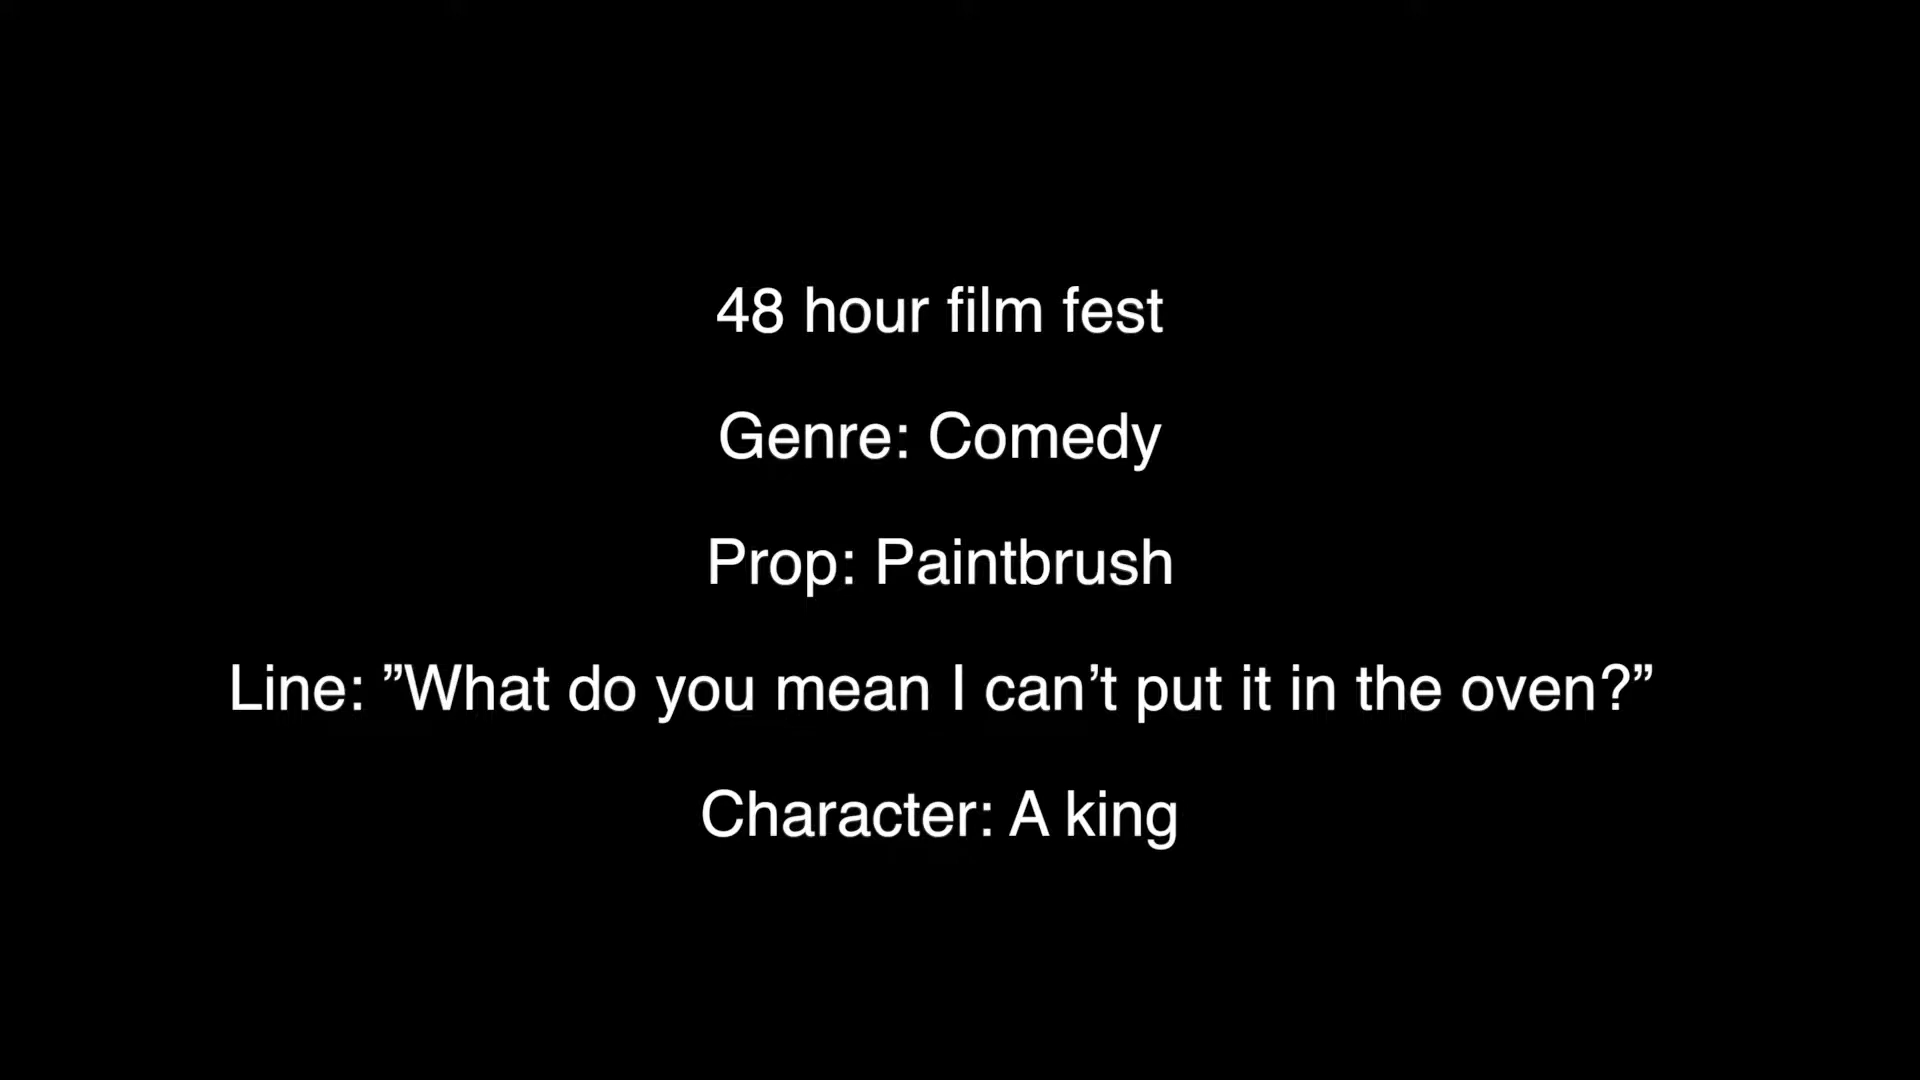 48 hour film fest
Genre: Comedy
Prop: Paintbrush
Line: ”What do you mean I can’t put it in the oven?”
Character: A king